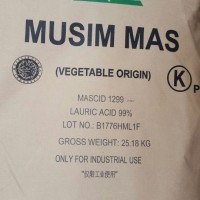 MUSIM MAS
(VEGETABLE ORIGIN)
K
P
MASCID 1299
LAURIC ACID 99%
LOT NO.: B1776HML1F
GROSS WEIGHT: 25,18 KG
ONLY FOR INDUSTRIAL USE
"仅限工业使用"